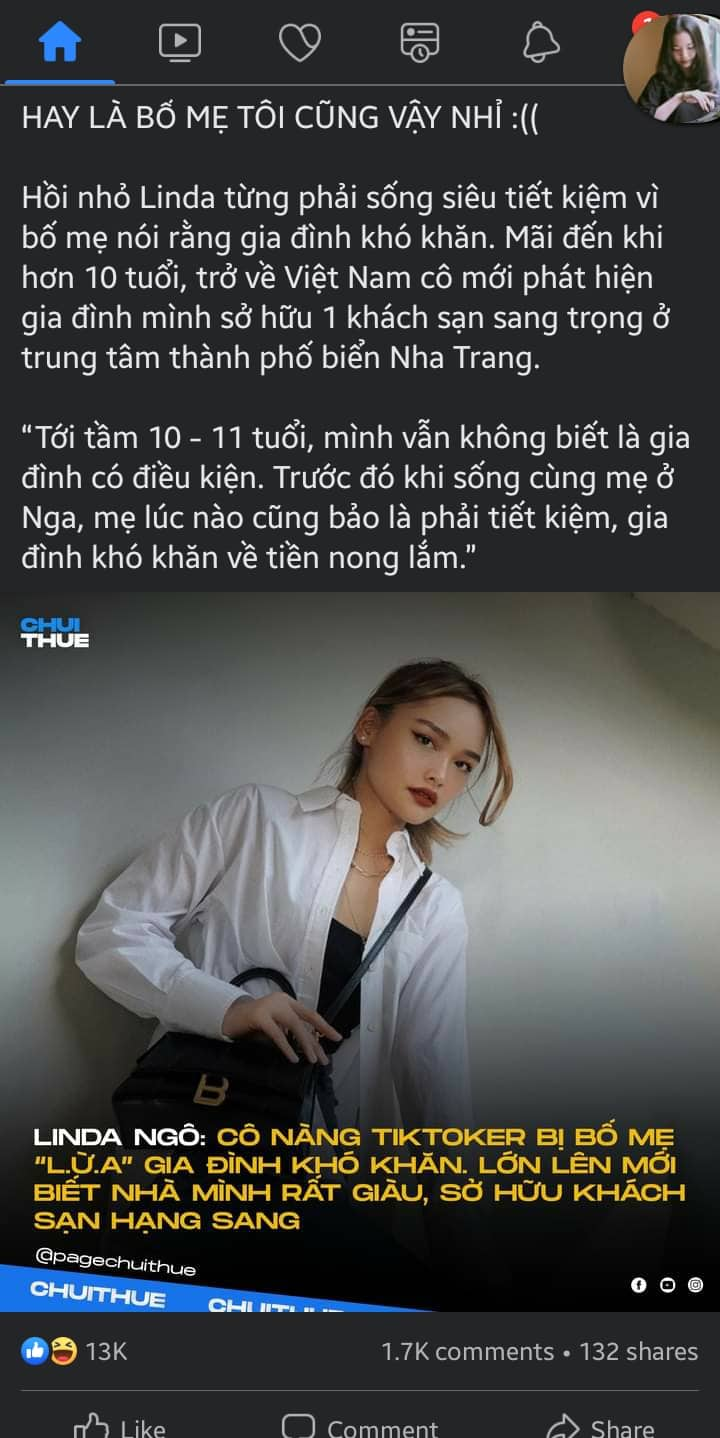 HAY LÀ BỐ MẸ TÔI CŨNG VẬY NHỈ :((
Hồi nhỏ Linda từng phải sống siêu tiết kiệm vì
bố mẹ nói rằng gia đình khó khăn. Mãi đến khi
hơn 10 tuổi, trở về Việt Nam cô mới phát hiện
gia đình mình sở hữu 1 khách sạn sang trọng ở
trung tâm thành phố biển Nha Trang.
“Tới tầm 10 - 11 tuổi, mình vẫn không biết là gia
đình có điều kiện. Trước đó khi sống cùng mẹ ở
Nga, mẹ lúc nào cũng bảo là phải tiết kiệm, gia
đình khó khăn về tiền nong lắm.”
CHUI
THUE
B
LINDA NGÔ: CÔ NÀNG TIKTOKER BỊ BỐ MẸ
“L.Ừ.A” GIA ĐÌNH KHÓ KHĂN. LỚN LÊN MỚI
BIẾT NHÀ MÌNH RẤT GIÀU, SỞ HỮU KHÁCH
SẠN HẠNG SANG
@pagechuithue
CHUITHUE CHUITHUE
13K 1.7K comments • 132 shares
Like Comment Share